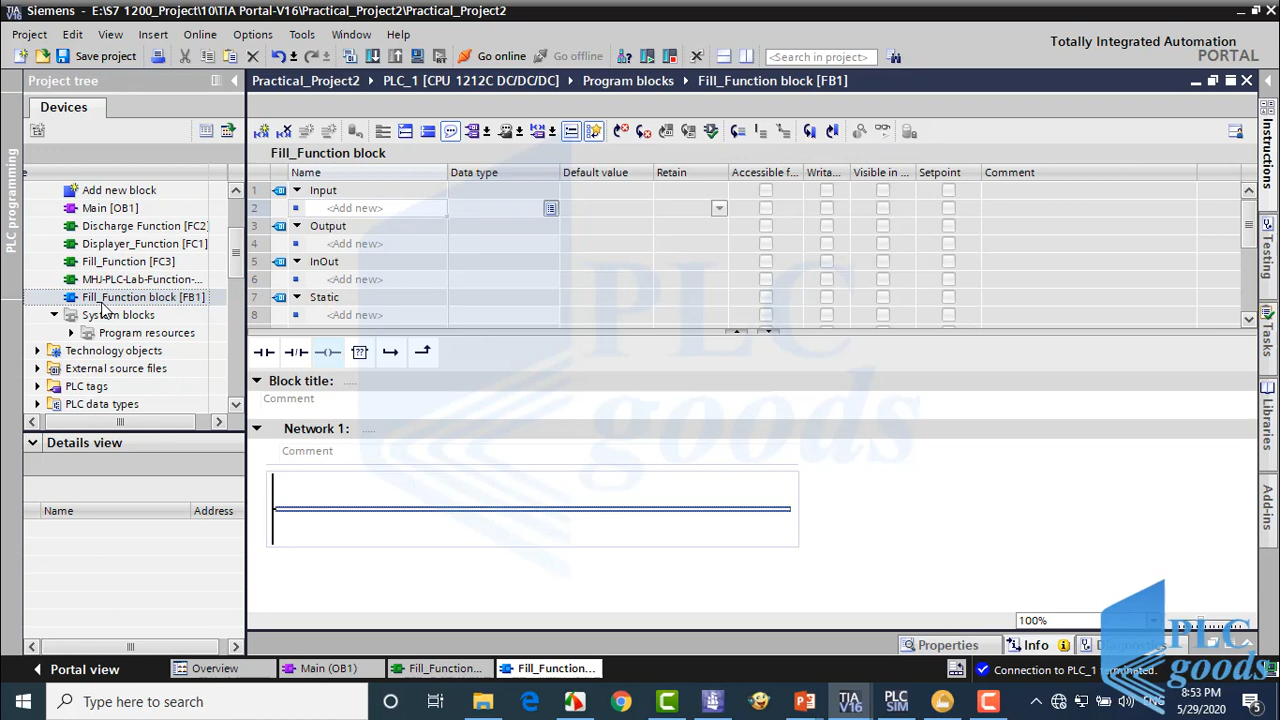 Siemens - E:\S7 1200_Project\10\TIA Portal-V16\Practical_Project2\Practical_Project2
Project Edit View Insert Online Options Tools Window Help
Totally Integrated Automation
PORTAL
Save project
Go online
Go offline
<Search in project>
Project tree
Practical_Project2 PLC_1 [CPU 1212C DC/DC/DC] Program blocks Fill_Function block [FB1]
Devices
PLC programming
Fill_Function block
Name Data type Default value Retain Accessible f... Writa... Visible in ... Setpoint Comment
1 Input
2 <Add new>
3 Output
4 <Add new>
5 InOut
6 <Add new>
7 Static
8 <Add new>
Add new block
Main [OB1]
Discharge Function [FC2]
Displayer_Function [FC1]
Fill_Function [FC3]
MHJ-PLC-Lab-Function-...
Fill_Function block [FB1]
System blocks
Program resources
Technology objects
External source files
PLC tags
PLC data types
Details view
Name Address
??
Block title: .....
Comment
Network 1: .....
Comment
PLC
goods
100%
Instructions
Testing
Tasks
Libraries
Add-ins
Properties Info Diagnostics
Portal view Overview Main (OB1) Fill_Function... Fill_Function...
Connection to PLC_1 terminated.
PLC
goods
Type here to search
TIA
V16
PLC
SIM
ENG
8:53 PM
5/29/2020
5